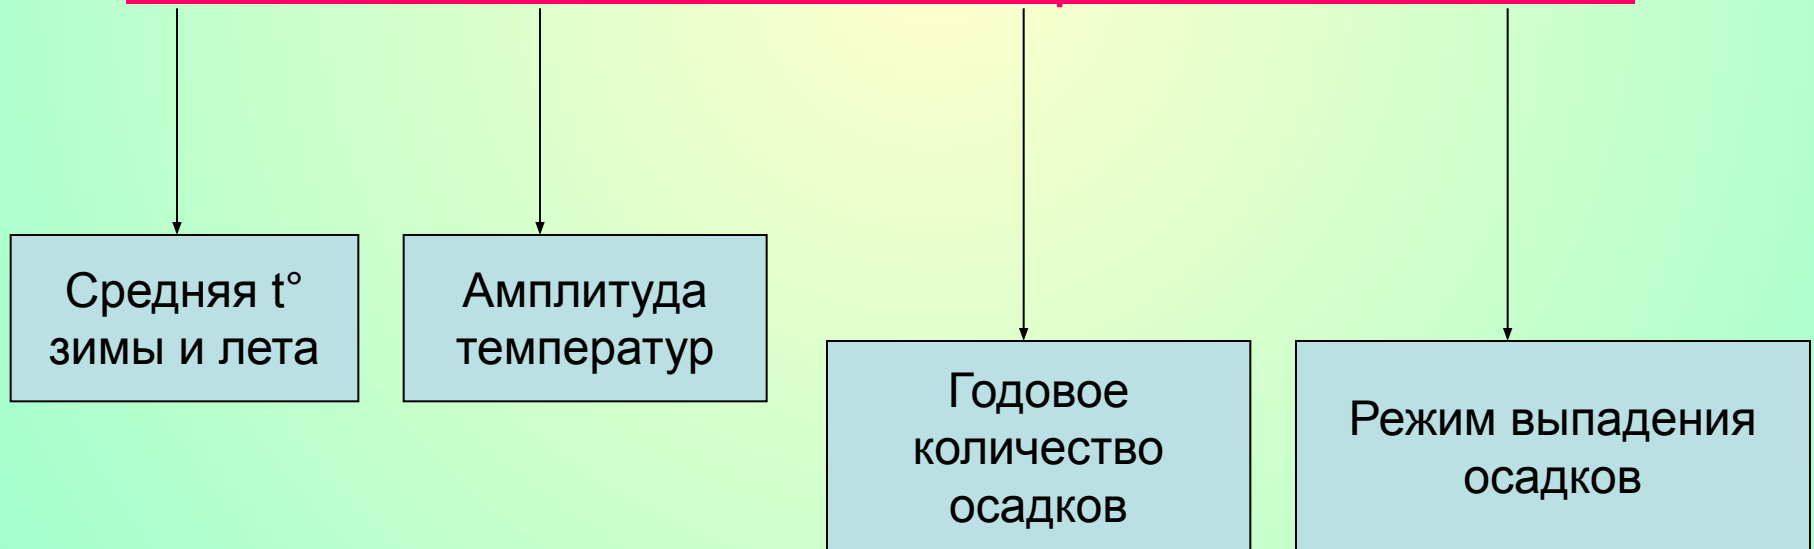 Средняя t°
зимы и лета
Амплитуда
температур
Годовое
количество
осадков
Режим выпадения
осадков